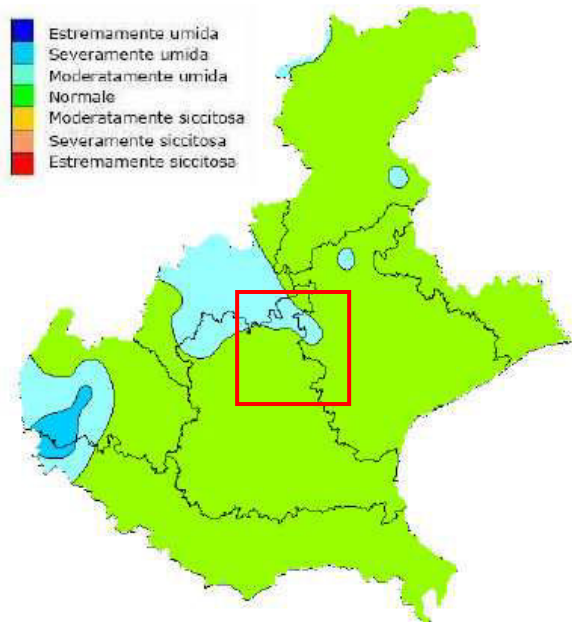 Estremamente umida
Severamente umida
Moderatamente umida
Normale
Moderatamente siccitosa
Severamente siccitosa
Estremamente siccitosa